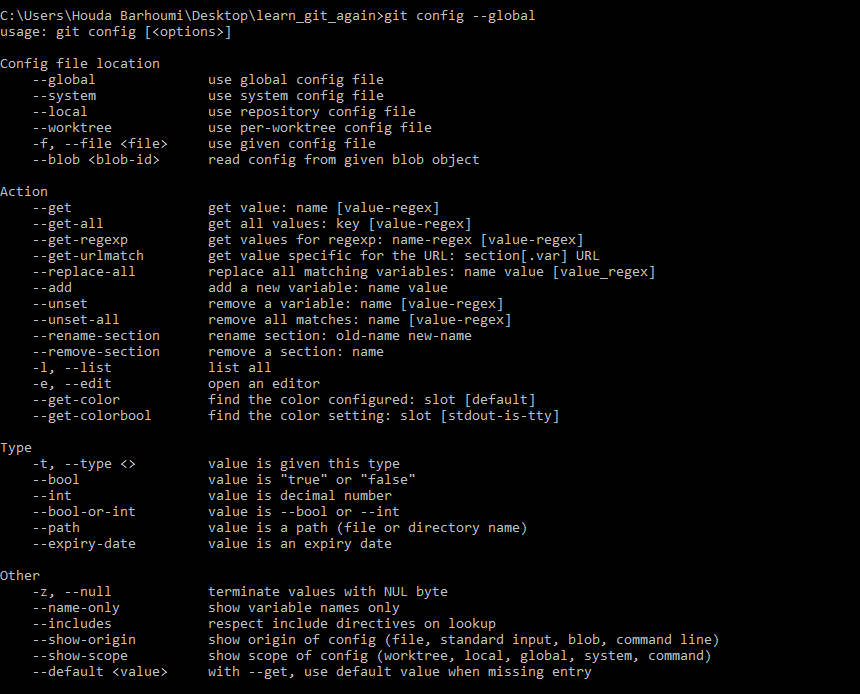 C:\Users\Houda Barhoumi\Desktop\learn_git_again>git config --global
usage: git config [<options>]

Config file location
    --global              use global config file
    --system              use system config file
    --local               use repository config file
    --worktree            use per-worktree config file
    -f, --file <file>     use given config file
    --blob <blob-id>      read config from given blob object

Action
    --get                 get value: name [value-regex]
    --get-all             get all values: key [value-regex]
    --get-regexp          get values for regexp: name-regex [value-regex]
    --get-urlmatch        get value specific for the URL: section[.var] URL
    --replace-all         replace all matching variables: name value [value_regex]
    --add                 add a new variable: name value
    --unset               remove a variable: name [value-regex]
    --unset-all           remove all matches: name [value-regex]
    --rename-section      rename section: old-name new-name
    --remove-section      remove a section: name
    -l, --list            list all
    -e, --edit            open an editor
    --get-color           find the color configured: slot [default]
    --get-colorbool       find the color setting: slot [stdout-is-tty]

Type
    -t, --type <>         value is given this type
    --bool                value is "true" or "false"
    --int                 value is decimal number
    --bool-or-int         value is --bool or --int
    --path                value is a path (file or directory name)
    --expiry-date         value is an expiry date

Other
    -z, --null            terminate values with NUL byte
    --name-only           show variable names only
    --includes            respect include directives on lookup
    --show-origin         show origin of config (file, standard input, blob, command line)
    --show-scope          show scope of config (worktree, local, global, system, command)
    --default <value>     with --get, use default value when missing entry